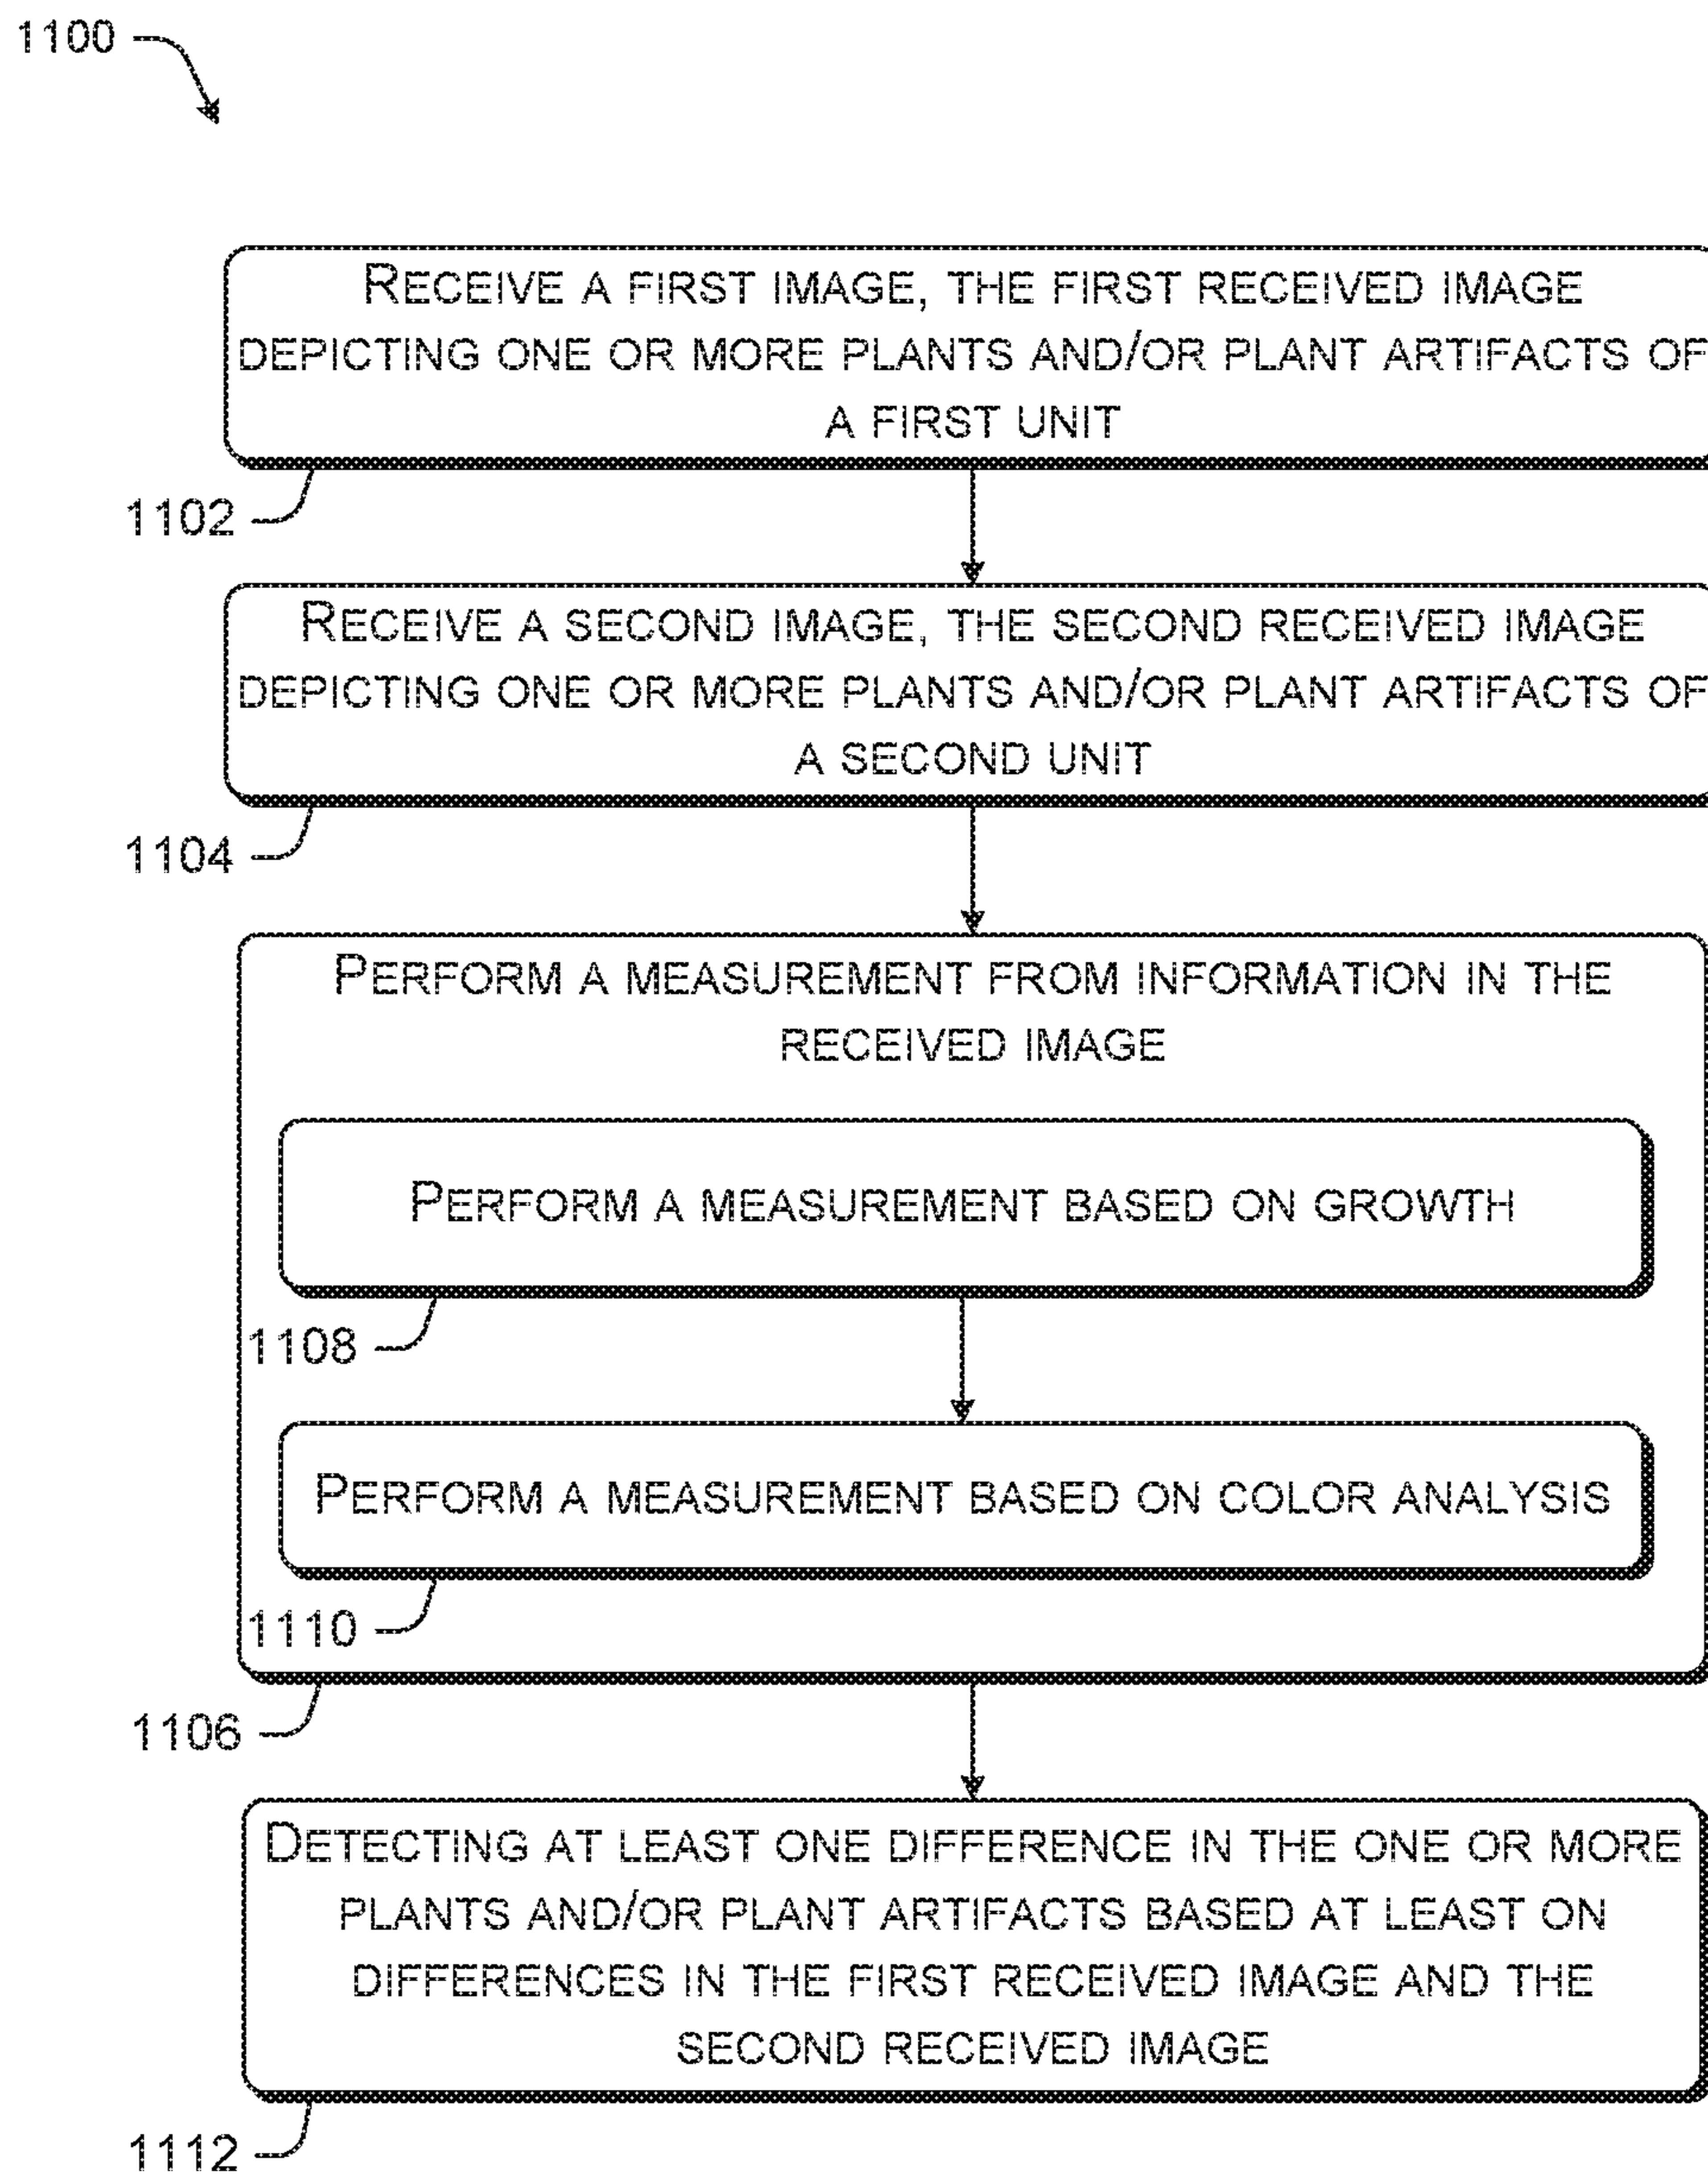 1100
RECEIVE A FIRST IMAGE, THE FIRST RECEIVED IMAGE
DEPICTING ONE OR MORE PLANTS AND/OR PLANT ARTIFACTS OF
A FIRST UNIT
1102
RECEIVE A SECOND IMAGE, THE SECOND RECEIVED IMAGE
DEPICTING ONE OR MORE PLANTS AND/OR PLANT ARTIFACTS OF
A SECOND UNIT
1104
PERFORM A MEASUREMENT FROM INFORMATION IN THE
RECEIVED IMAGE
PERFORM A MEASUREMENT BASED ON GROWTH
1108
PERFORM A MEASUREMENT BASED ON COLOR ANALYSIS
1110
1106
DETECTING AT LEAST ONE DIFFERENCE IN THE ONE OR MORE
PLANTS AND/OR PLANT ARTIFACTS BASED AT LEAST ON
DIFFERENCES IN THE FIRST RECEIVED IMAGE AND THE
SECOND RECEIVED IMAGE
1112